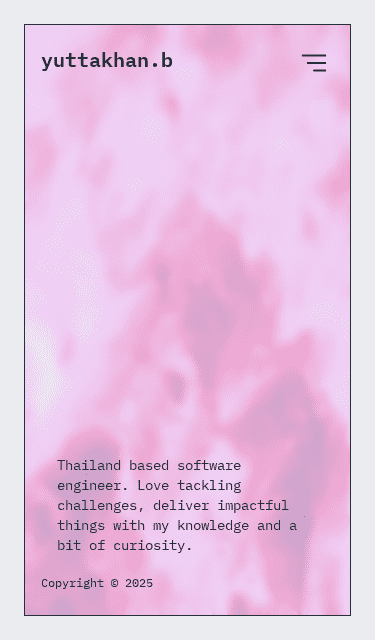 yuttakhan.b
Thailand based software
engineer. Love tackling
challenges, deliver impactful
things with my knowledge and a
bit of curiosity.
Copyright © 2025